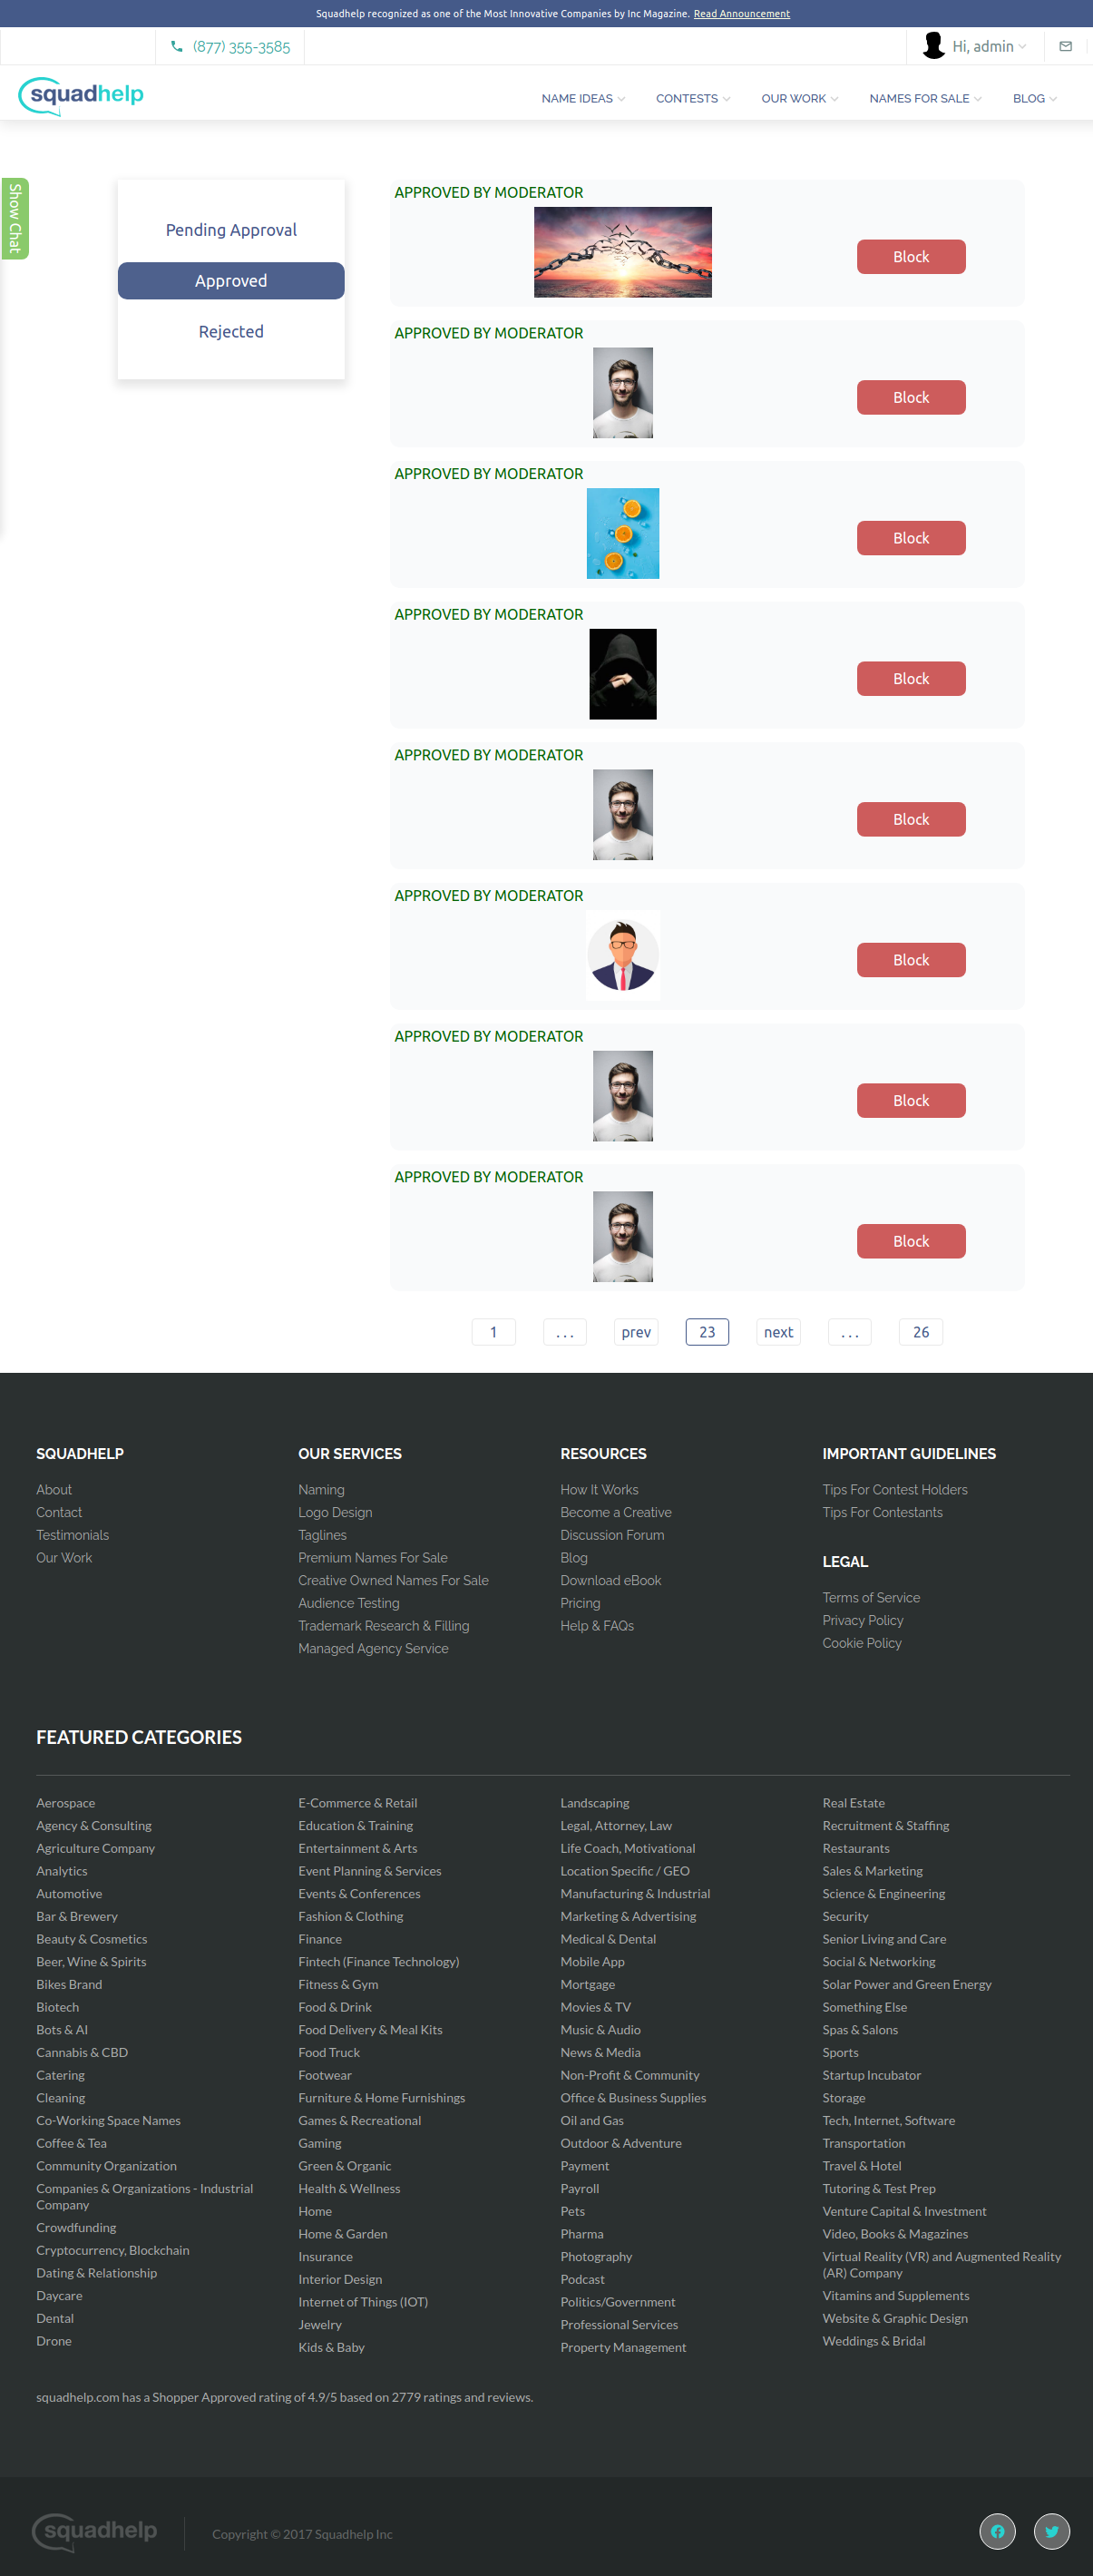 Squadhelp recognized as one of the Most Innovative Companies by Inc Magazine. Read Announcement
(877) 355-3585
Hi, admin
squadhelp
NAME IDEAS
CONTESTS
OUR WORK
NAMES FOR SALE
BLOG
Show Chat
Pending Approval
Approved
Rejected
APPROVED BY MODERATOR
Block
APPROVED BY MODERATOR
Block
APPROVED BY MODERATOR
Block
APPROVED BY MODERATOR
Block
APPROVED BY MODERATOR
Block
APPROVED BY MODERATOR
Block
APPROVED BY MODERATOR
Block
APPROVED BY MODERATOR
Block
1
. . .
prev
23
next
. . .
26
SQUADHELP
About
Contact
Testimonials
Our Work
OUR SERVICES
Naming
Logo Design
Taglines
Premium Names For Sale
Creative Owned Names For Sale
Audience Testing
Trademark Research & Filling
Managed Agency Service
RESOURCES
How It Works
Become a Creative
Discussion Forum
Blog
Download eBook
Pricing
Help & FAQs
IMPORTANT GUIDELINES
Tips For Contest Holders
Tips For Contestants
LEGAL
Terms of Service
Privacy Policy
Cookie Policy
FEATURED CATEGORIES
Aerospace
Agency & Consulting
Agriculture Company
Analytics
Automotive
Bar & Brewery
Beauty & Cosmetics
Beer, Wine & Spirits
Bikes Brand
Biotech
Bots & AI
Cannabis & CBD
Catering
Cleaning
Co-Working Space Names
Coffee & Tea
Community Organization
Companies & Organizations - Industrial
Company
Crowdfunding
Cryptocurrency, Blockchain
Dating & Relationship
Daycare
Dental
Drone
E-Commerce & Retail
Education & Training
Entertainment & Arts
Event Planning & Services
Events & Conferences
Fashion & Clothing
Finance
Fintech (Finance Technology)
Fitness & Gym
Food & Drink
Food Delivery & Meal Kits
Food Truck
Footwear
Furniture & Home Furnishings
Games & Recreational
Gaming
Green & Organic
Health & Wellness
Home
Home & Garden
Insurance
Interior Design
Internet of Things (IOT)
Jewelry
Kids & Baby
Landscaping
Legal, Attorney, Law
Life Coach, Motivational
Location Specific / GEO
Manufacturing & Industrial
Marketing & Advertising
Medical & Dental
Mobile App
Mortgage
Movies & TV
Music & Audio
News & Media
Non-Profit & Community
Office & Business Supplies
Oil and Gas
Outdoor & Adventure
Payment
Payroll
Pets
Pharma
Photography
Podcast
Politics/Government
Professional Services
Property Management
Real Estate
Recruitment & Staffing
Restaurants
Sales & Marketing
Science & Engineering
Security
Senior Living and Care
Social & Networking
Solar Power and Green Energy
Something Else
Spas & Salons
Sports
Startup Incubator
Storage
Tech, Internet, Software
Transportation
Travel & Hotel
Tutoring & Test Prep
Venture Capital & Investment
Video, Books & Magazines
Virtual Reality (VR) and Augmented Reality
(AR) Company
Vitamins and Supplements
Website & Graphic Design
Weddings & Bridal
squadhelp.com has a Shopper Approved rating of 4.9/5 based on 2779 ratings and reviews.
squadhelp
Copyright © 2017 Squadhelp Inc